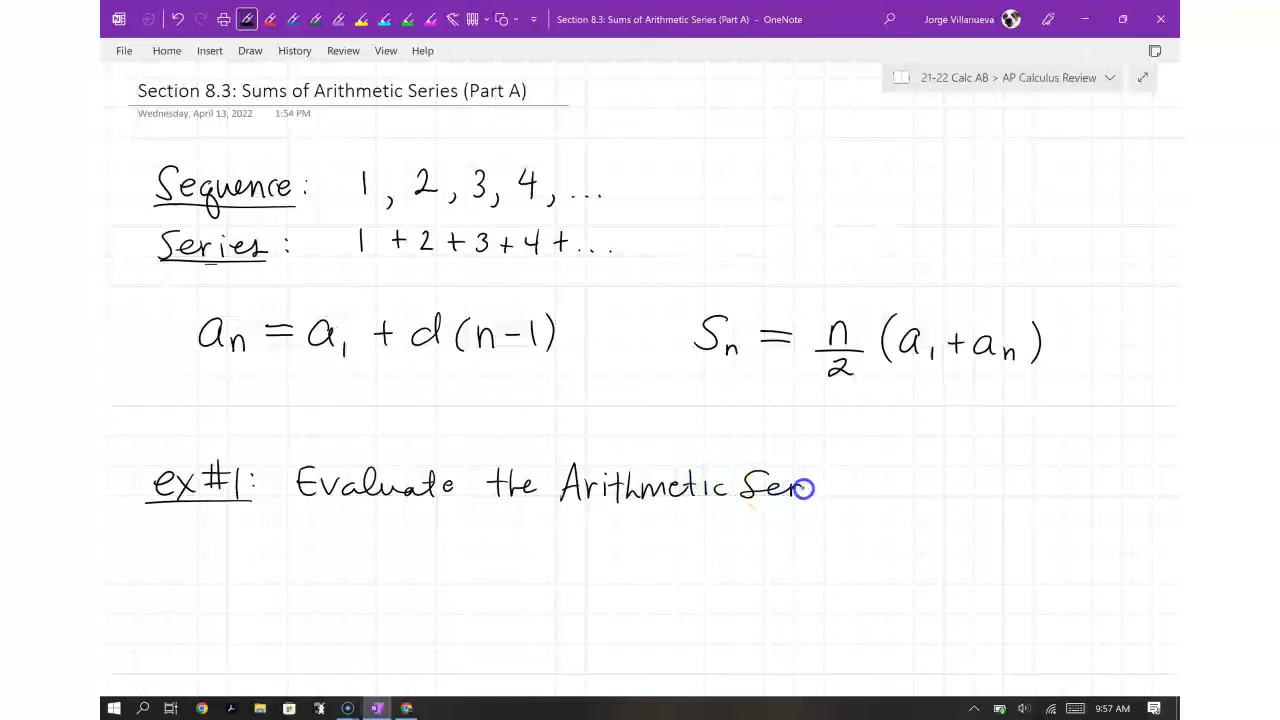 Section 8.3: Sums of Arithmetic Series (Part A) - OneNote
Jorge Villanueva
File Home Insert Draw History Review View Help
21-22 Calc AB > AP Calculus Review
Section 8.3: Sums of Arithmetic Series (Part A)
Wednesday, April 13, 2022 1:54 PM
Sequence: 1, 2, 3, 4, ...
Series: 1 + 2 + 3 + 4 + ...
aₙ = a₁ + d(n-1) Sₙ = n/2 (a₁ + aₙ)
ex#1: Evaluate the Arithmetic Ser
9:57 AM